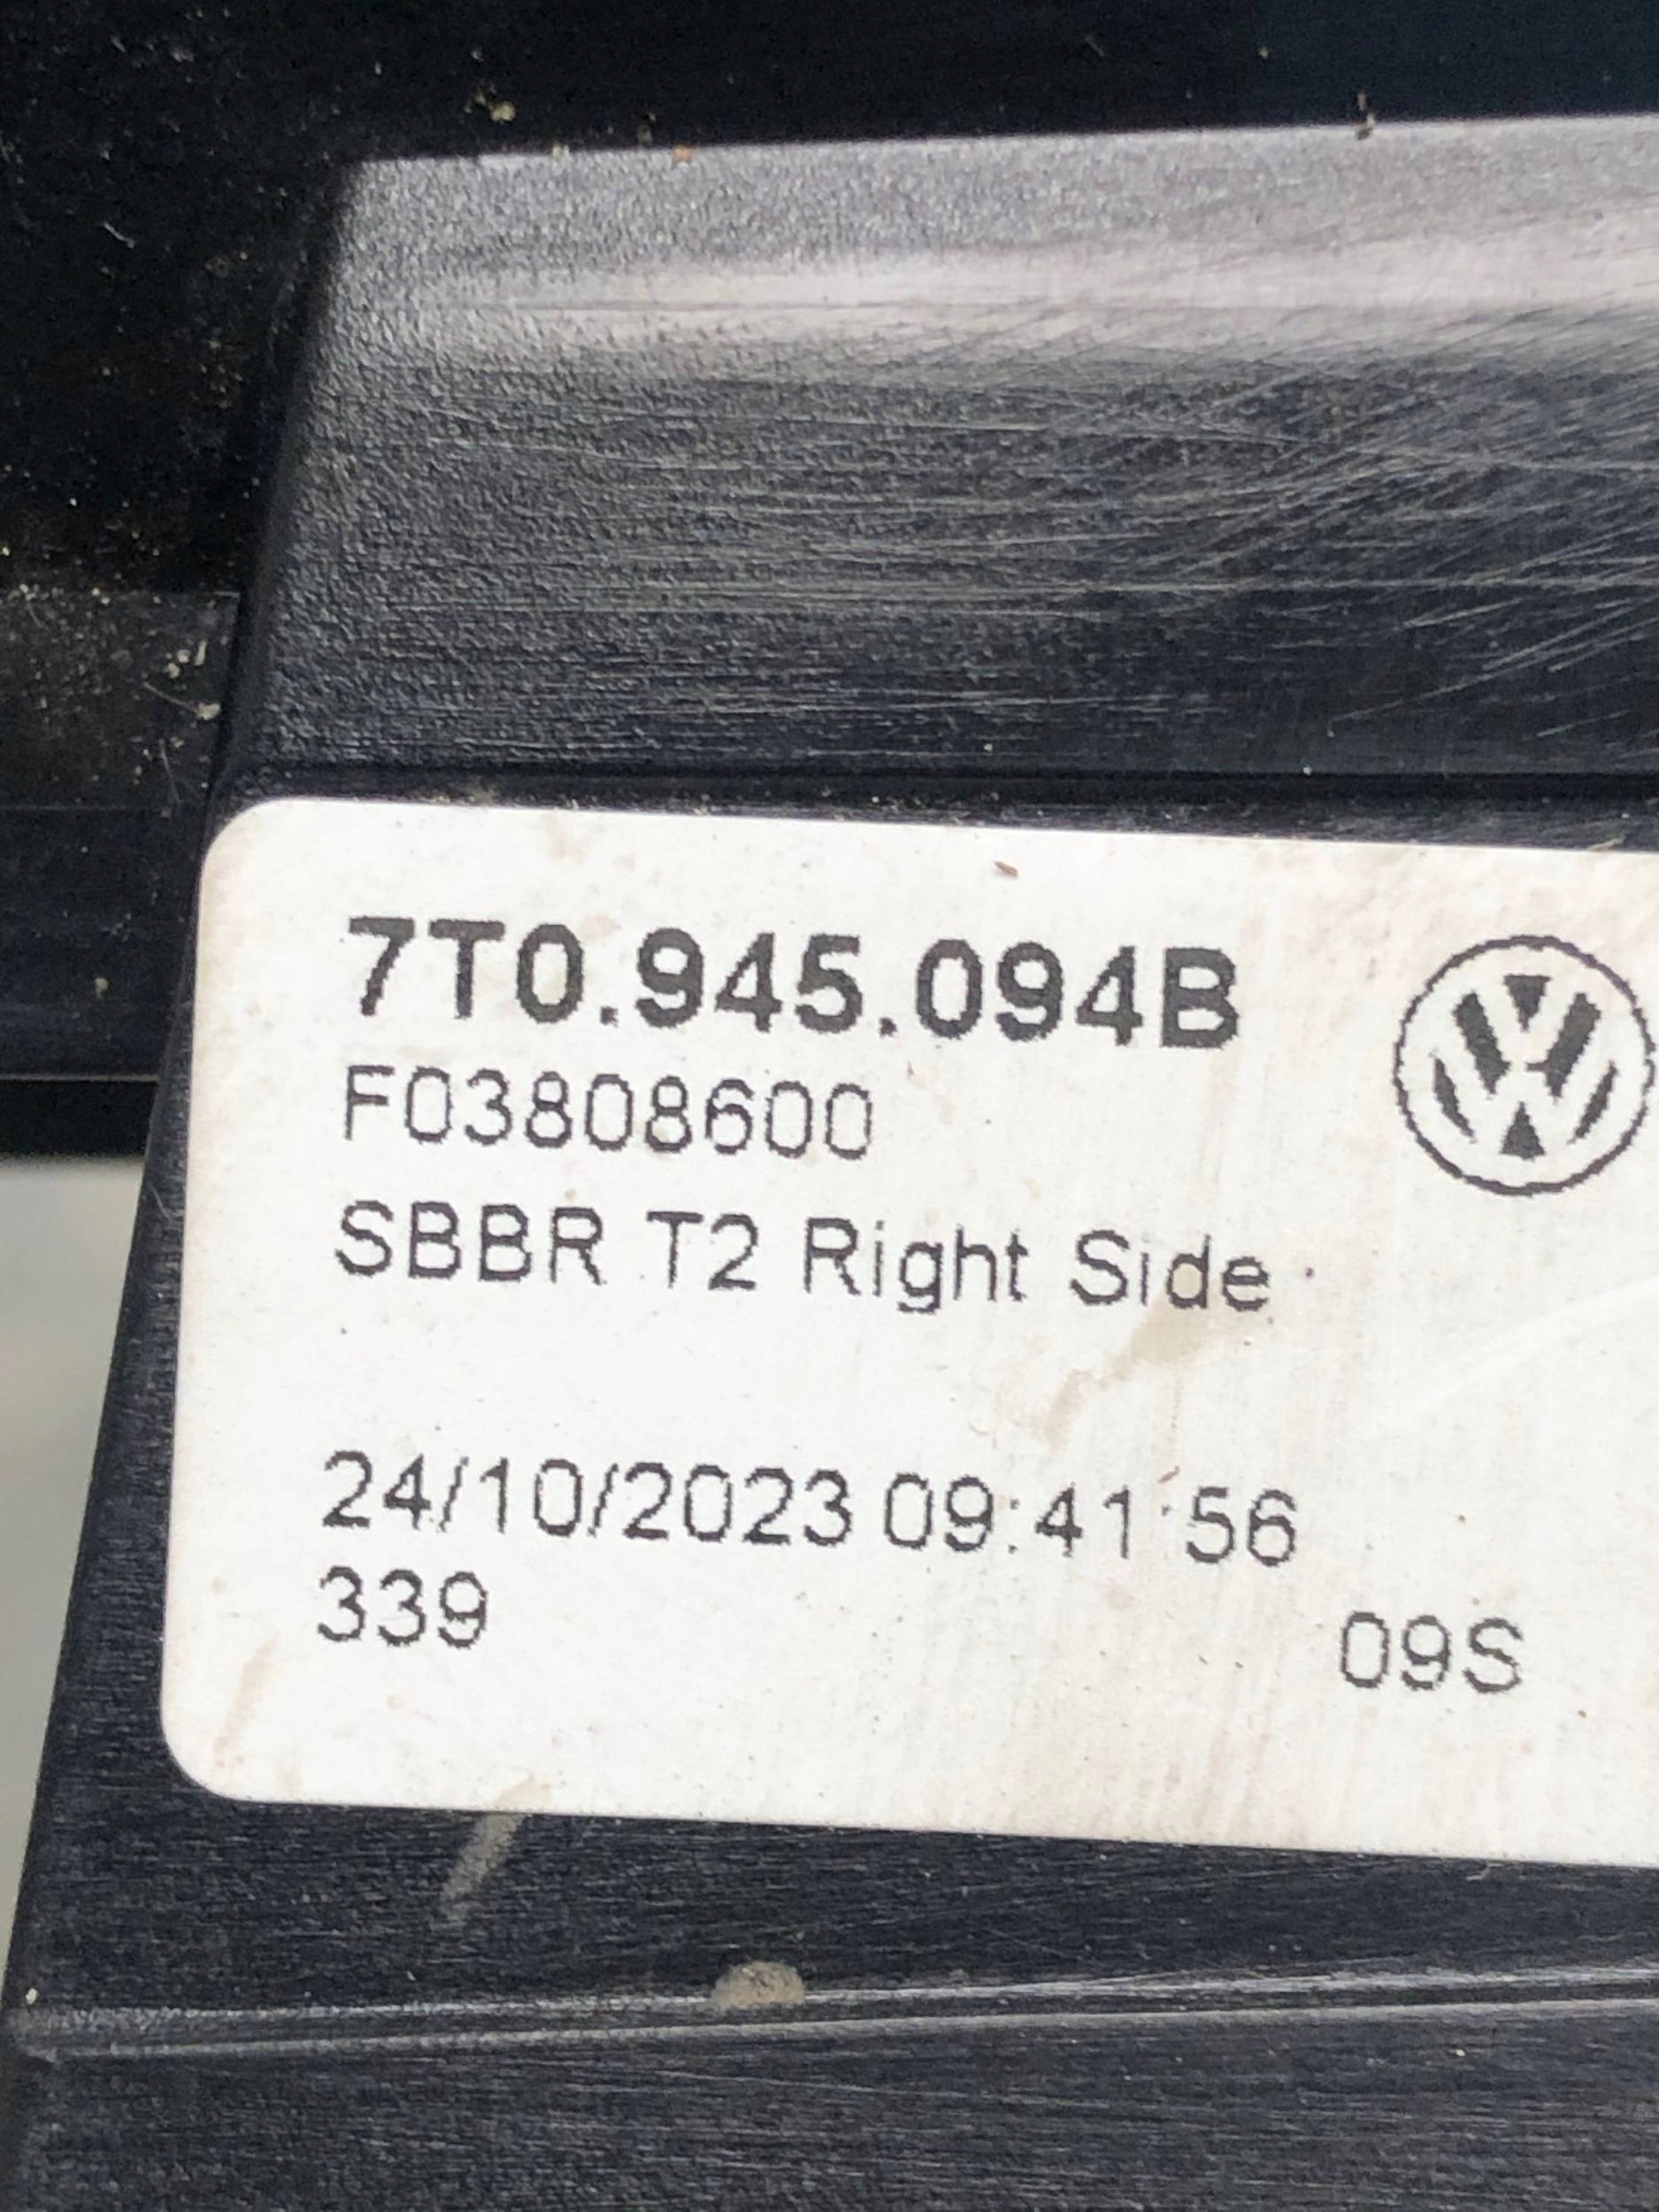 7T0.945.094B
F03808600
SBBR T2 Right Side
24/10/2023 09:41:56
339
09S